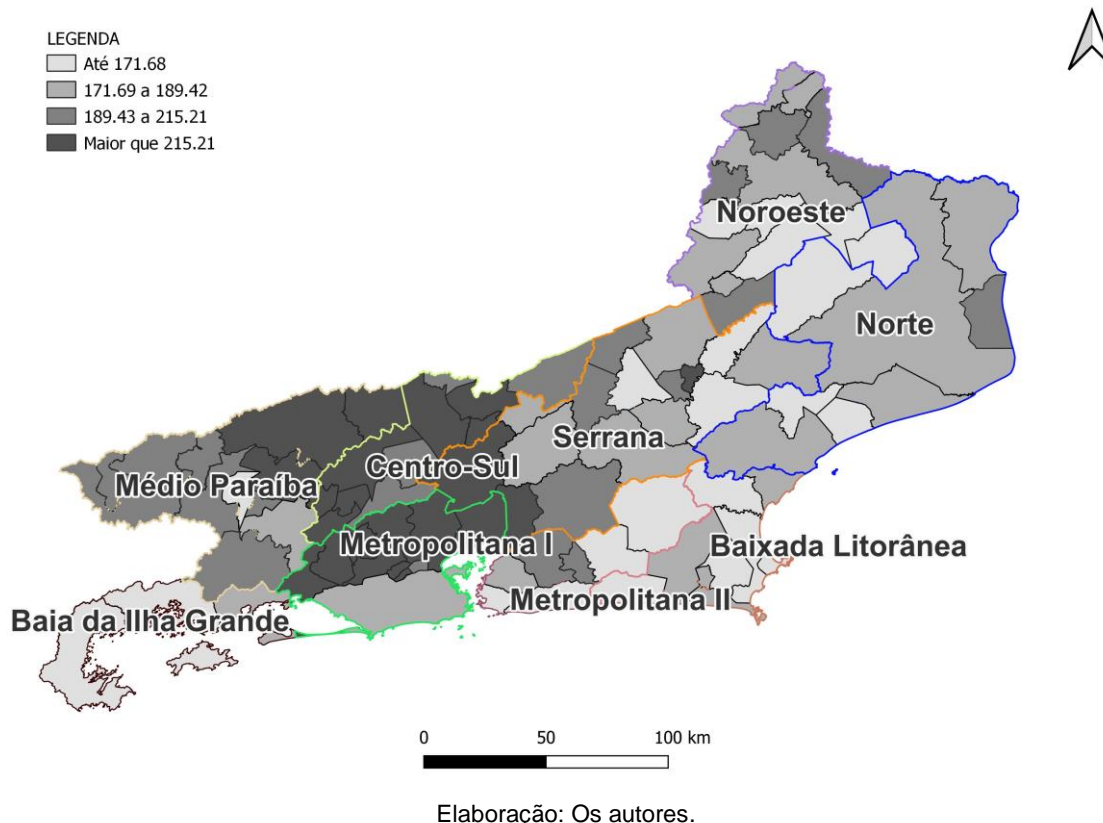 LEGENDA
Até 171.68
171.69 a 189.42
189.43 a 215.21
Maior que 215.21
Noroeste
Norte
Serrana
Centro-Sul
Médio Paraíba
Metropolitana I
Baixada Litorânea
Metropolitana II
Baia da Ilha Grande
0 50 100 km
Elaboração: Os autores.